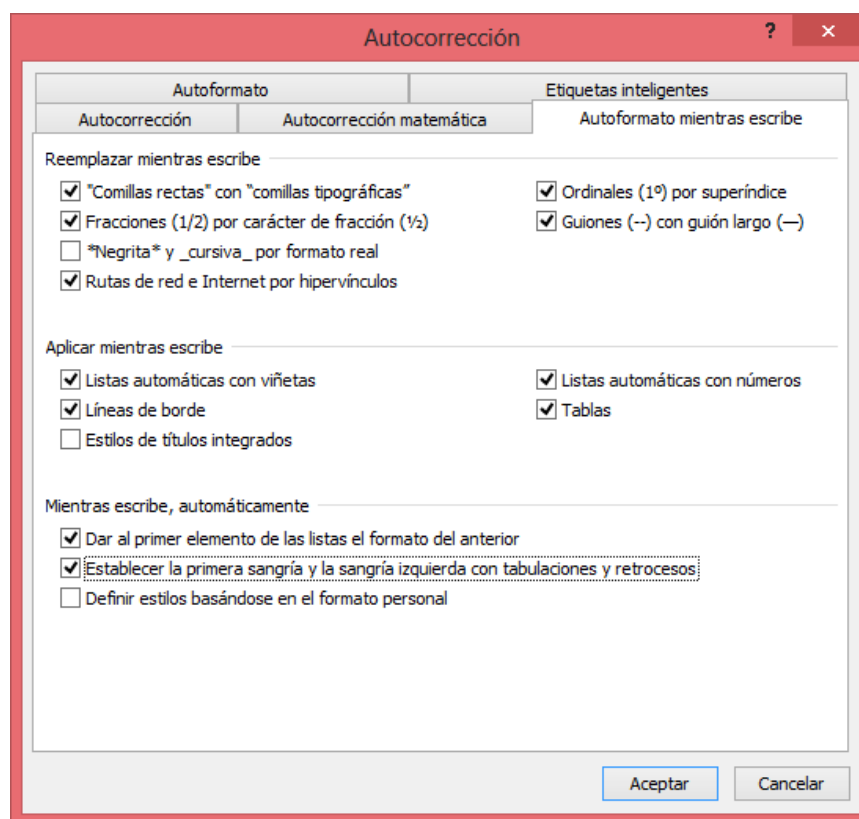 Autocorrección
? ×
Autoformato Etiquetas inteligentes
Autocorrección Autocorrección matemática Autoformato mientras escribe
Reemplazar mientras escribe
"Comillas rectas" con “comillas tipográficas” Ordinales (1º) por superíndice
Fracciones (1/2) por carácter de fracción (½) Guiones (--) con guión largo (—)
*Negrita* y _cursiva_ por formato real
Rutas de red e Internet por hipervínculos
Aplicar mientras escribe
Listas automáticas con viñetas Listas automáticas con números
Líneas de borde Tablas
Estilos de títulos integrados
Mientras escribe, automáticamente
Dar al primer elemento de las listas el formato del anterior
Establecer la primera sangría y la sangría izquierda con tabulaciones y retrocesos
Definir estilos basándose en el formato personal
Aceptar Cancelar